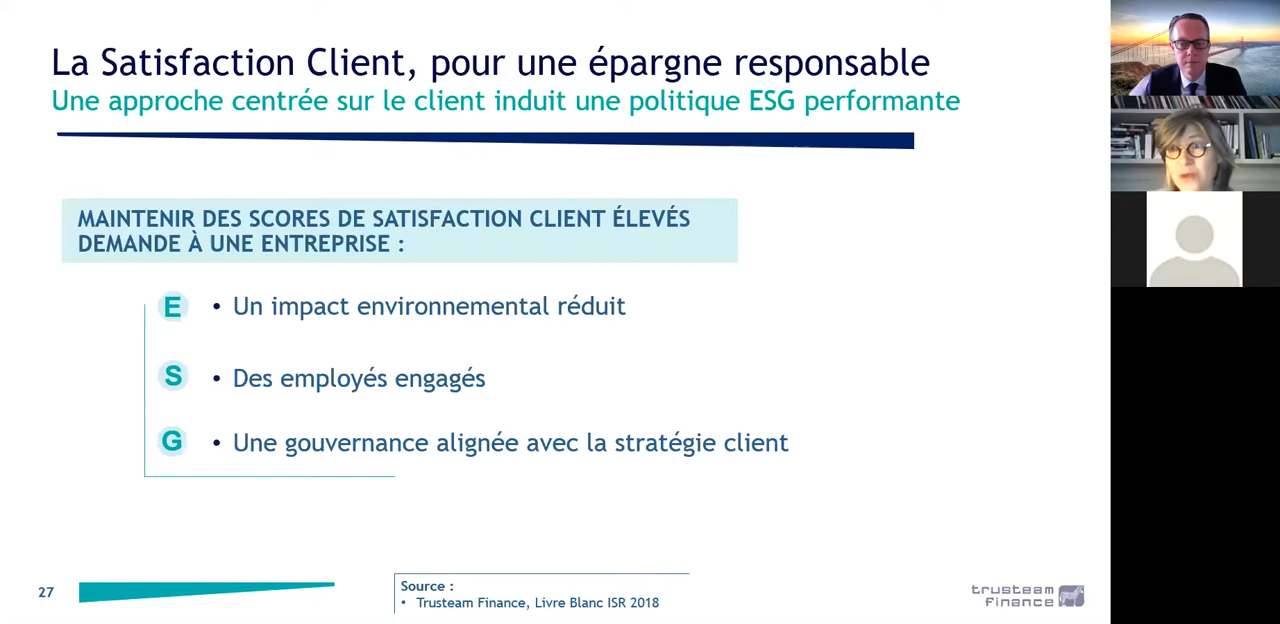 La Satisfaction Client, pour une épargne responsable
Une approche centrée sur le client induit une politique ESG performante
MAINTENIR DES SCORES DE SATISFACTION CLIENT ÉLEVÉS
DEMANDE À UNE ENTREPRISE :
E • Un impact environnemental réduit
S • Des employés engagés
G • Une gouvernance alignée avec la stratégie client
27
Source :
• Trusteam Finance, Livre Blanc ISR 2018
trusteam
finance